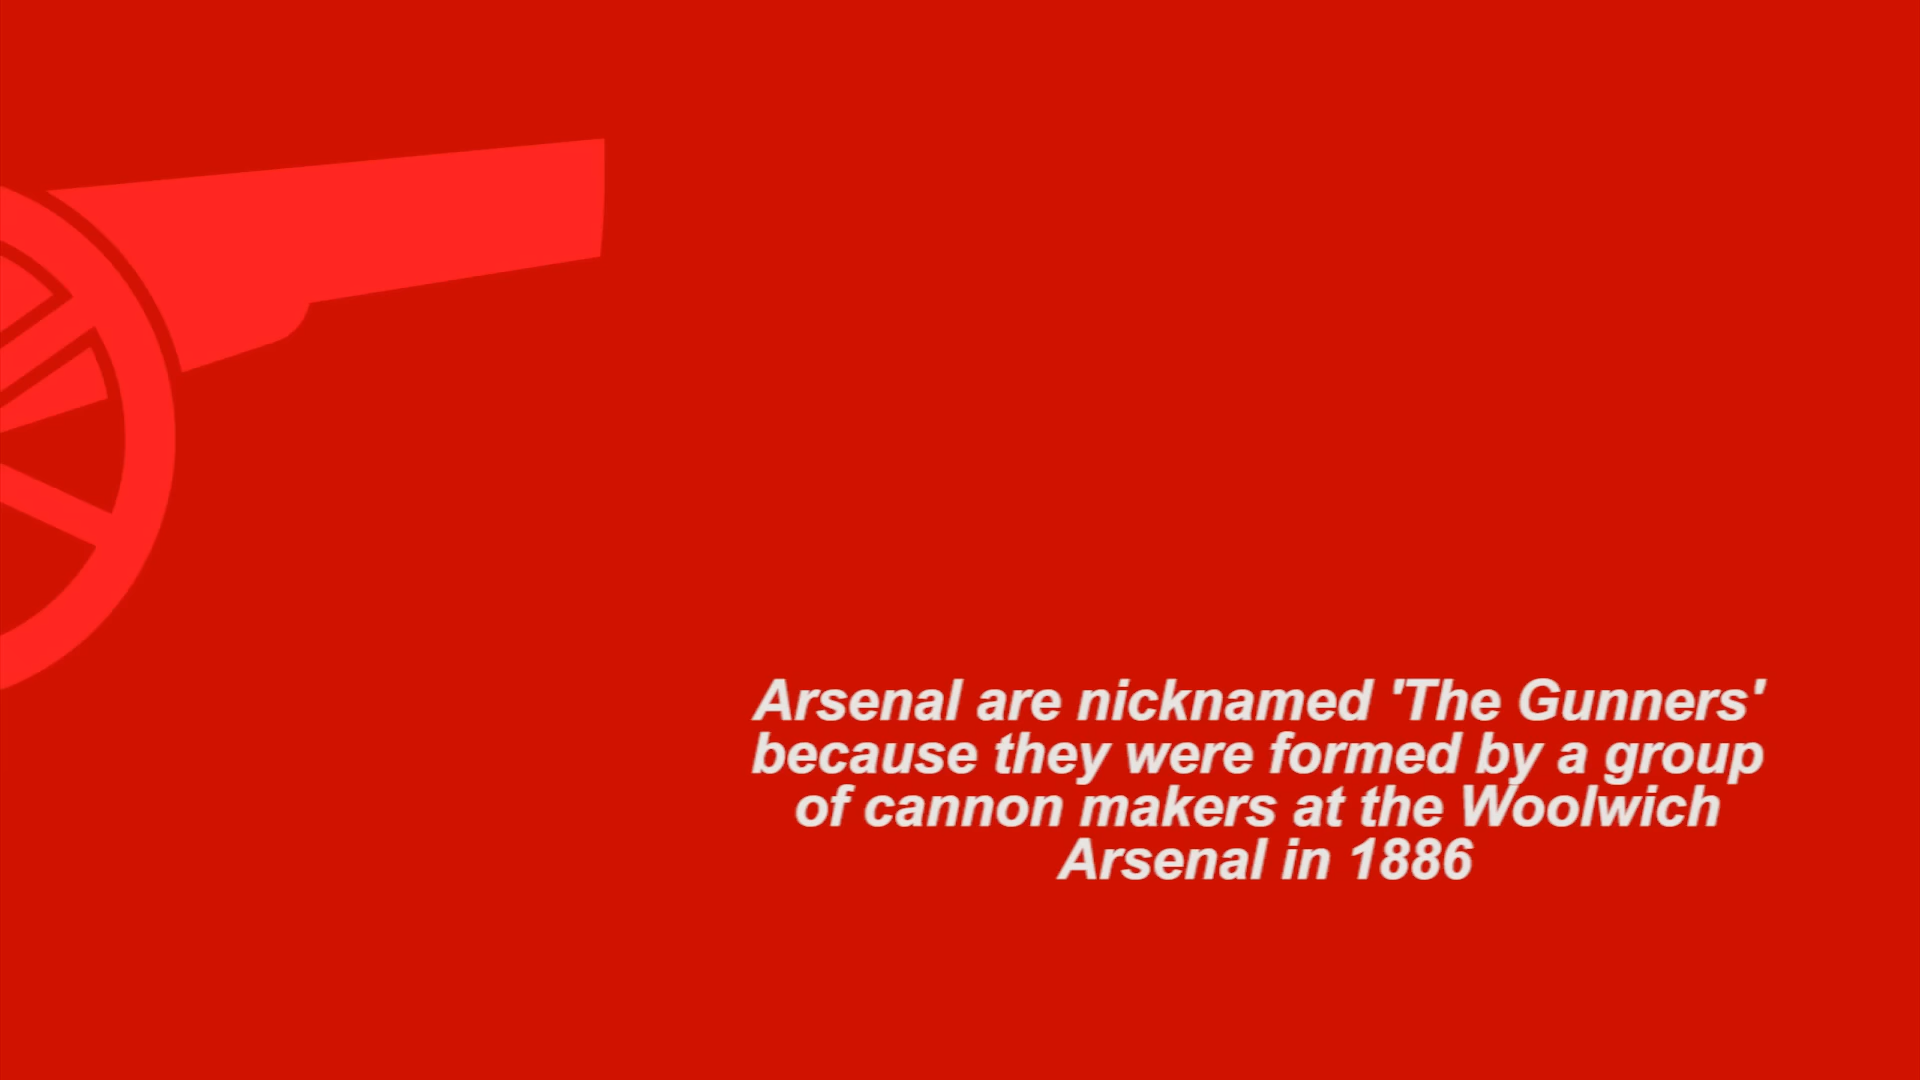 Arsenal are nicknamed 'The Gunners'
because they were formed by a group
of cannon makers at the Woolwich
Arsenal in 1886